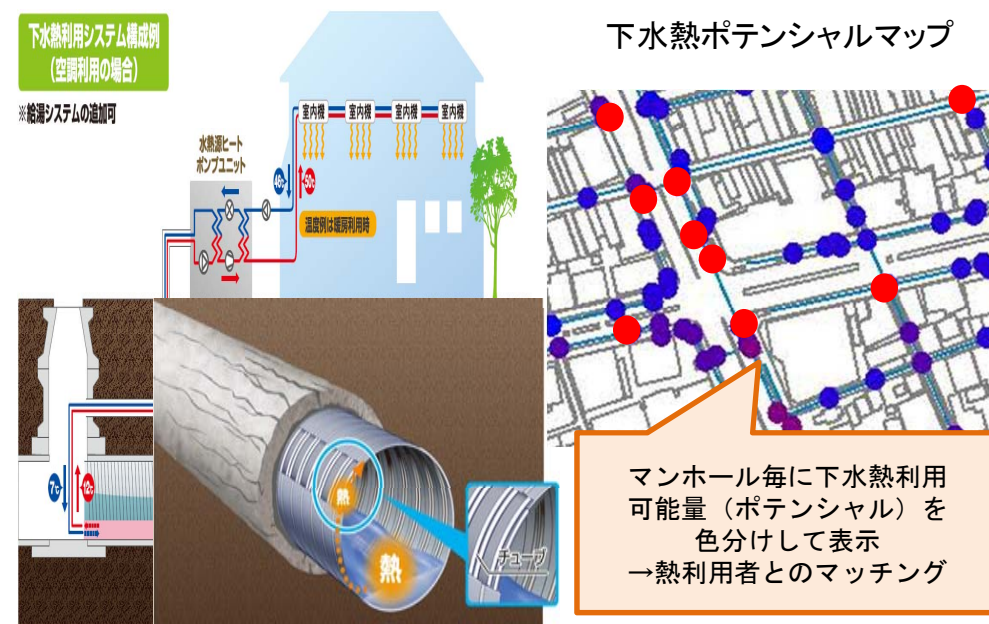 下水熱利用システム構成例
（空調利用の場合）
※給湯システムの追加可
水熱源ヒート
ポンプユニット
室内機
室内機
室内機
室内機
45℃
50℃
温度例は暖房利用時
7℃
12℃
熱
熱
チューブ
下水熱ポテンシャルマップ
マンホール毎に下水熱利用
可能量（ポテンシャル）を
色分けして表示
→熱利用者とのマッチング